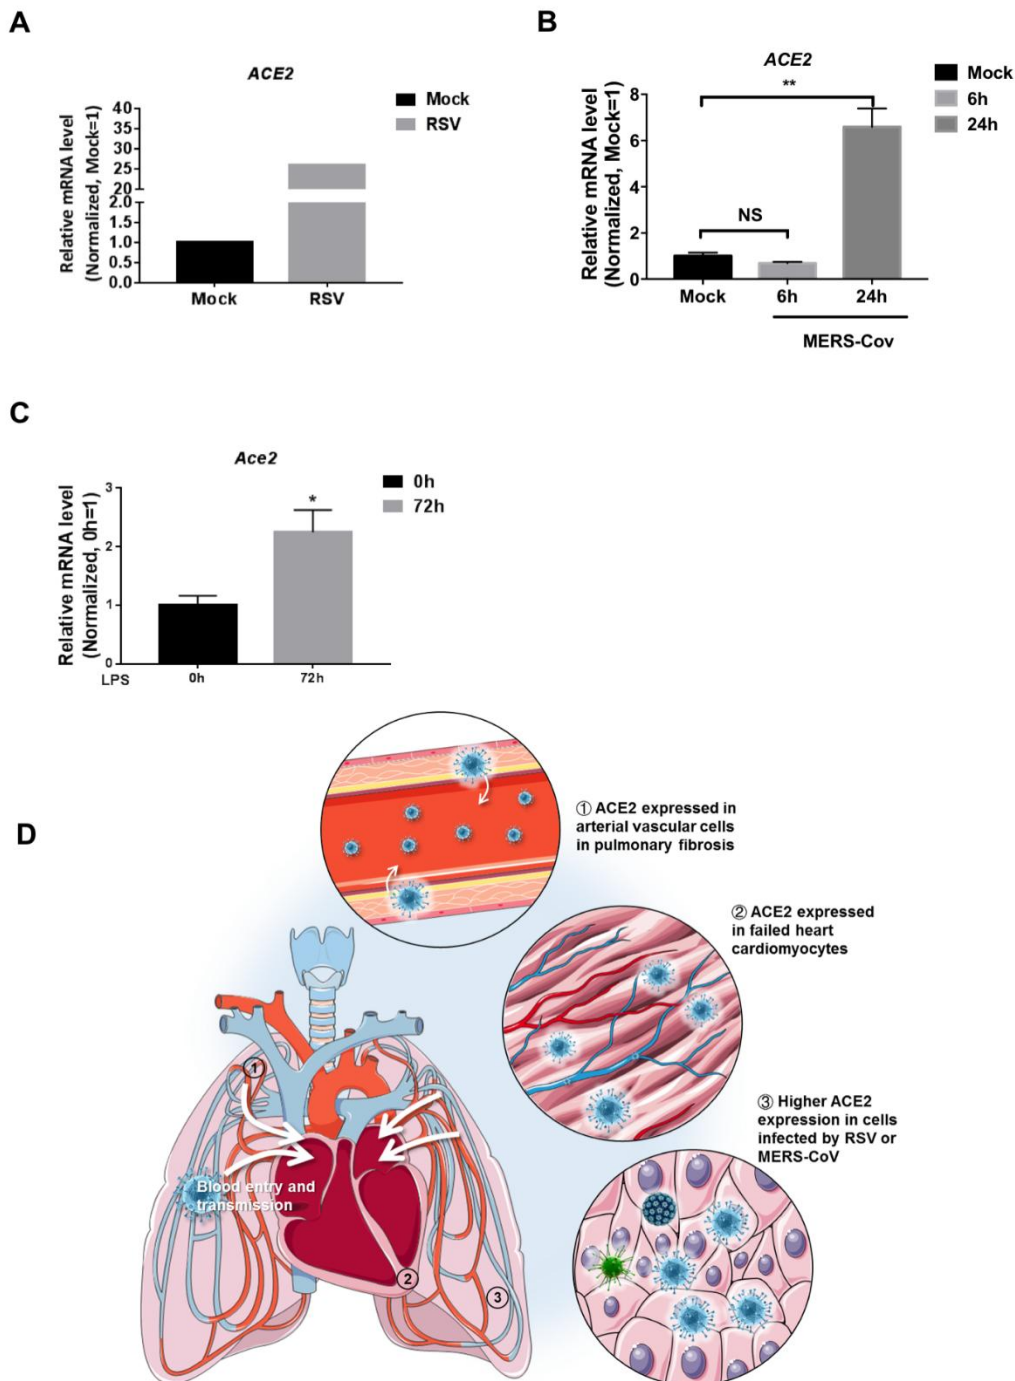 A
ACE2
Relative mRNA level
(Normalized, Mock=1)
40
35
30
25
20
2.0
1.5
1.0
0.5
0.0
Mock
RSV
Mock
RSV
B
ACE2
Relative mRNA level
(Normalized, Mock=1)
8
6
4
2
0
**
NS
Mock
6h
24h
MERS-Cov
Mock
6h
24h
C
Ace2
Relative mRNA level
(Normalized, 0h=1)
3
2
1
0
*
LPS
0h
72h
0h
72h
D
① ACE2 expressed in
arterial vascular cells
in pulmonary fibrosis
② ACE2 expressed
in failed heart
cardiomyocytes
③ Higher ACE2
expression in cells
infected by RSV or
MERS-CoV
1
Blood entry and
transmission
2
3